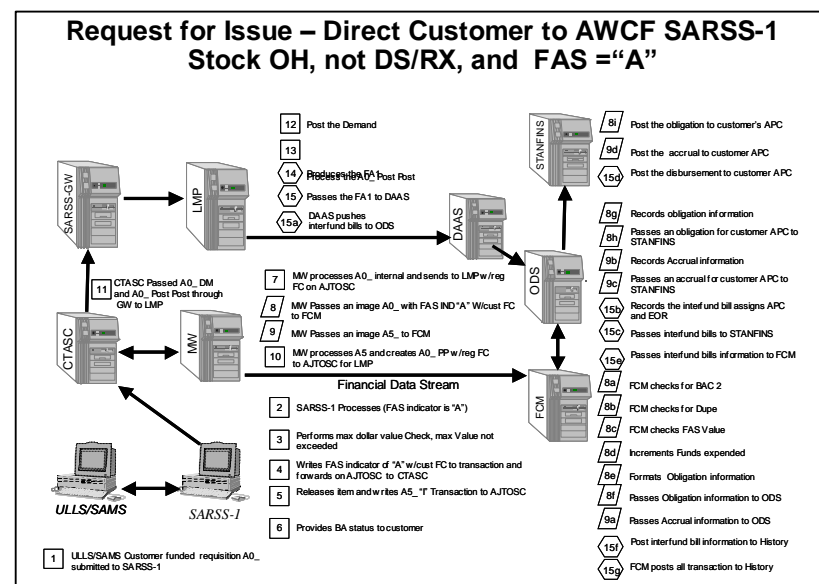 Request for Issue – Direct Customer to AWCF SARSS-1
Stock OH, not DS/RX, and FAS ="A"
12 Post the Demand
13 Process the A0_ Post Post
14 Produces the FA1
15 Passes the FA1 to DAAS
15a DAAS pushes
interfund bills to ODS
SARSS-GW
LMP
DAAS
STANFINS
ODS
8i Post the obligation to customer's APC
9d Post the accrual to customer APC
15d Post the disbursement to customer APC
8g Records obligation information
8h Passes an obligation for customer APC to
STANFINS
9b Records Accrual information
9c Passes an accrual for customer APC to
STANFINS
15b Records the interfund bill assigns APC
and EOR
15c Passes interfund bills to STANFINS
15e Passes interfund bills information to FCM
11 CTASC Passed A0_ DM
and A0_ Post Post through
GW to LMP
7 MW processes A0_ internal and sends to LMP w/reg
FC on AJTOSC
8 MW Passes an image A0_ with FAS IND "A" W/cust FC
to FCM
9 MW Passes an image A5_ to FCM
10 MW processes A5 and creates A0_ PP w/reg FC
to AJTOSC for LMP
CTASC
MW
Financial Data Stream
FCM
8a FCM checks for BAC 2
8b FCM checks for Dupe
8c FCM checks FAS Value
8d Increments Funds expended
8e Formats Obligation information
8f Passes Obligation information to ODS
9a Passes Accrual information to ODS
15f Post interfund bill information to History
15g FCM posts all transaction to History
2 SARSS-1 Processes (FAS indicator is "A")
3 Performs max dollar value Check, max Value not
exceeded
4 Writes FAS indicator of "A" w/cust FC to transaction and
forwards on AJTOSC to CTASC
5 Releases item and writes A5_ "I" Transaction to AJTOSC
6 Provides BA status to customer
ULLS/SAMS
SARSS-1
1 ULLS/SAMS Customer funded requisition A0_
submitted to SARSS-1